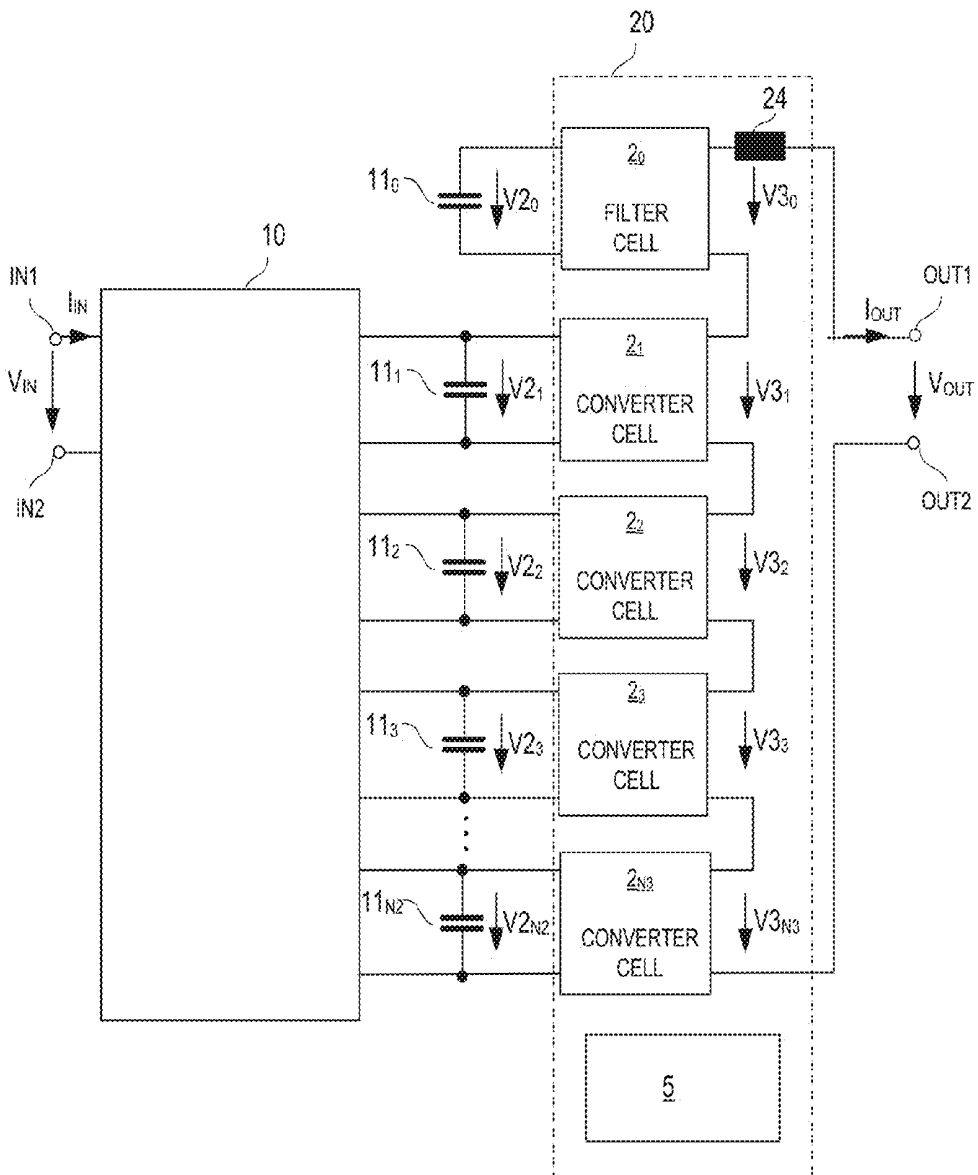 20
24
11₀
V2₀
2₀
FILTER
CELL
V3₀
10
IN1
I_IN
V_IN
IN2
11₁
V2₁
2₁
CONVERTER
CELL
V3₁
OUT1
I_OUT
V_OUT
OUT2
11₂
V2₂
2₂
CONVERTER
CELL
V3₂
11₃
V2₃
2₃
CONVERTER
CELL
V3₃
11_N2
V2_N2
2_N3
CONVERTER
CELL
V3_N3
5